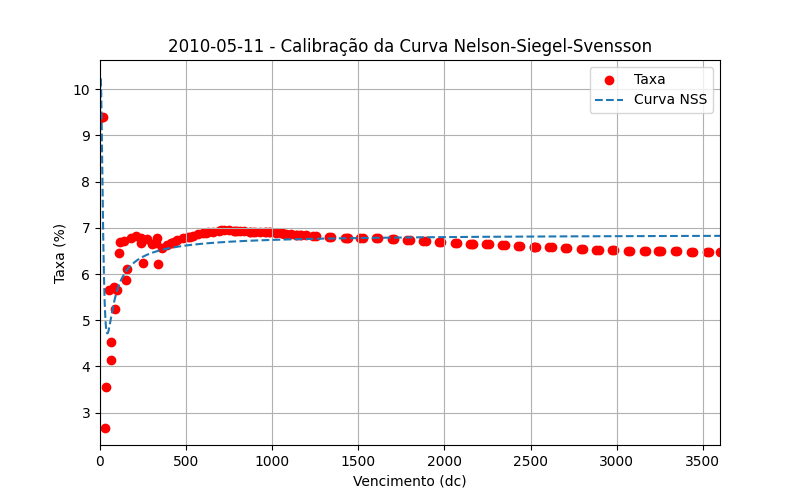 2010-05-11 - Calibração da Curva Nelson-Siegel-Svensson
Taxa
Curva NSS
10
9
8
7
6
5
4
3
Taxa (%)
0 500 1000 1500 2000 2500 3000 3500
Vencimento (dc)